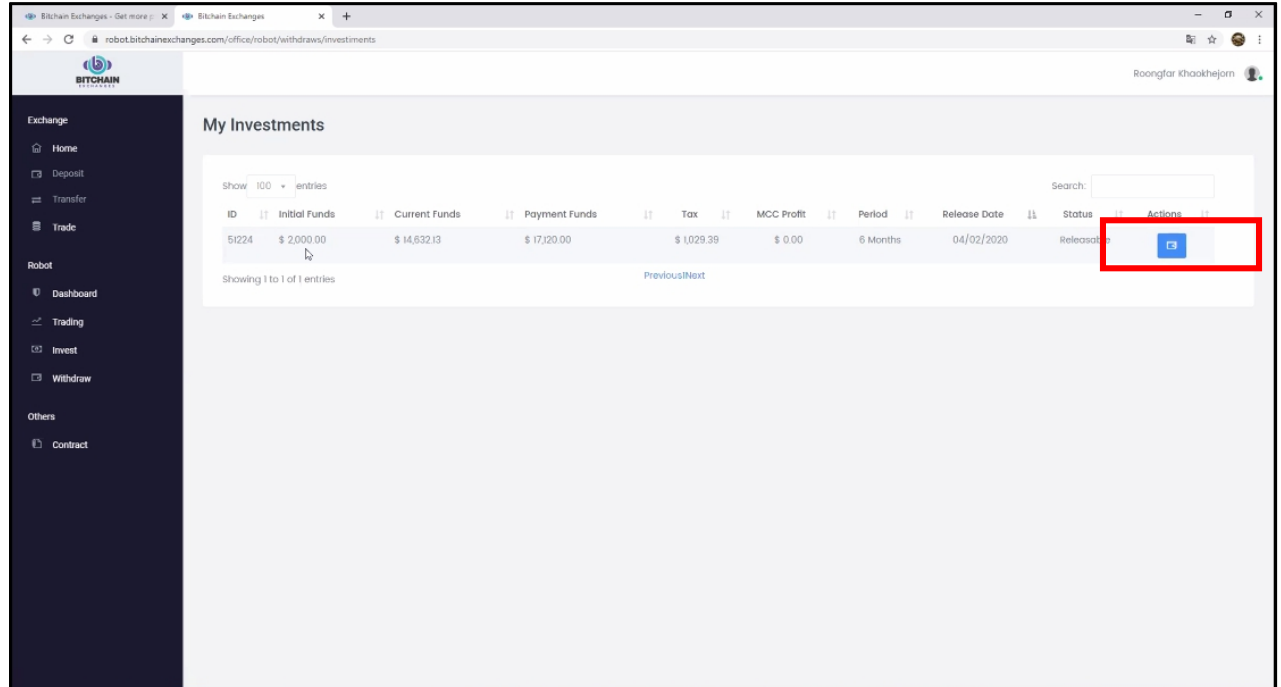 Bitchain Exchanges - Get more p
Bitchain Exchanges
robot.bitchainexchanges.com/office/robot/withdraws/investiments
BITCHAIN
EXCHANGES
Roongfar Khaokhejorn
Exchange
Home
Deposit
Transfer
Trade
Robot
Dashboard
Trading
Invest
Withdraw
Others
Contract
My Investments
Show 100 entries
Search:
ID Initial Funds Current Funds Payment Funds Tax MCC Profit Period Release Date Status Actions
51224 $ 2,000.00 $ 14,632.13 $ 17,120.00 $ 1,029.39 $ 0.00 6 Months 04/02/2020 Releasable
Showing 1 to 1 of 1 entries
Previous1Next